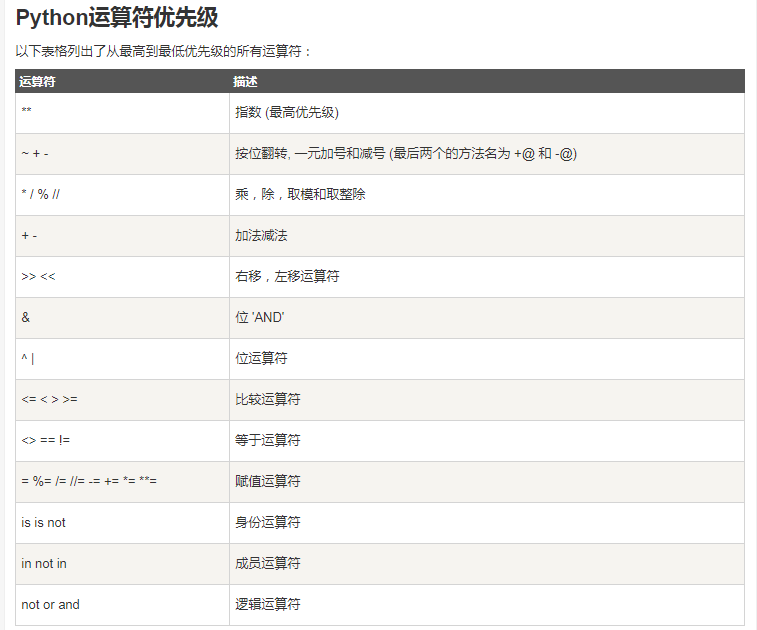 Python运算符优先级
以下表格列出了从最高到最低优先级的所有运算符：
运算符 描述
** 指数 (最高优先级)
~ + - 按位翻转, 一元加号和减号 (最后两个的方法名为 +@ 和 -@)
* / % // 乘，除，取模和取整除
+ - 加法减法
>> << 右移，左移运算符
& 位 'AND'
^ | 位运算符
<= < > >= 比较运算符
<> == != 等于运算符
= %= /= //= -= += *= **= 赋值运算符
is is not 身份运算符
in not in 成员运算符
not or and 逻辑运算符